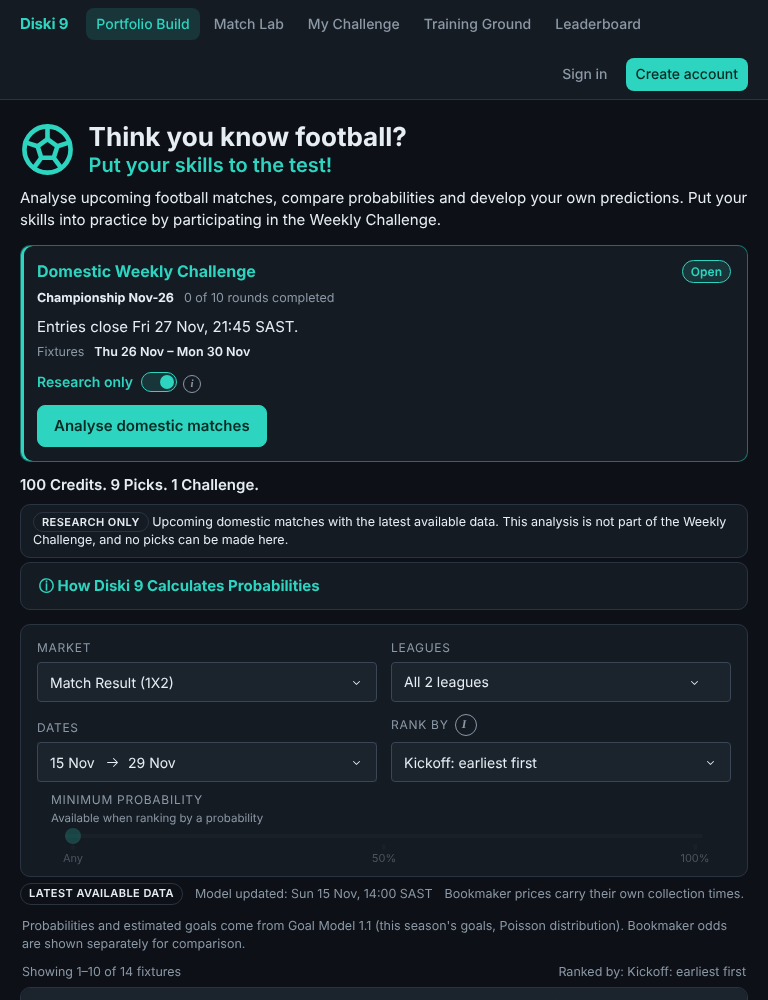 Diski 9 Portfolio Build Match Lab My Challenge Training Ground Leaderboard
Sign in Create account
Think you know football?
Put your skills to the test!
Analyse upcoming football matches, compare probabilities and develop your own predictions. Put your
skills into practice by participating in the Weekly Challenge.
Domestic Weekly Challenge Open
Championship Nov-26 0 of 10 rounds completed
Entries close Fri 27 Nov, 21:45 SAST.
Fixtures Thu 26 Nov – Mon 30 Nov
Research only i
Analyse domestic matches
100 Credits. 9 Picks. 1 Challenge.
RESEARCH ONLY Upcoming domestic matches with the latest available data. This analysis is not part of the Weekly
Challenge, and no picks can be made here.
ⓘ How Diski 9 Calculates Probabilities
MARKET LEAGUES
Match Result (1X2) All 2 leagues
DATES RANK BY I
15 Nov → 29 Nov Kickoff: earliest first
MINIMUM PROBABILITY
Available when ranking by a probability
Any 50% 100%
LATEST AVAILABLE DATA Model updated: Sun 15 Nov, 14:00 SAST Bookmaker prices carry their own collection times.
Probabilities and estimated goals come from Goal Model 1.1 (this season's goals, Poisson distribution). Bookmaker odds
are shown separately for comparison.
Showing 1–10 of 14 fixtures Ranked by: Kickoff: earliest first